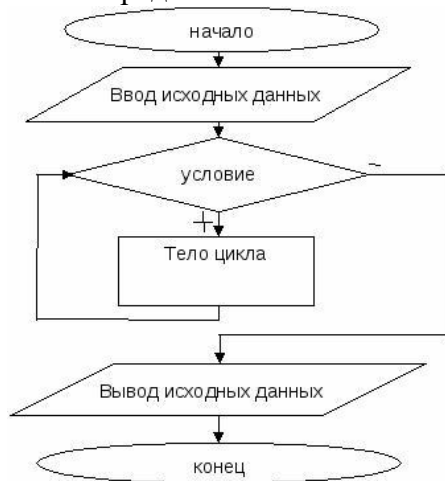 начало
Ввод исходных данных
условие
-
+
Тело цикла
Вывод исходных данных
конец